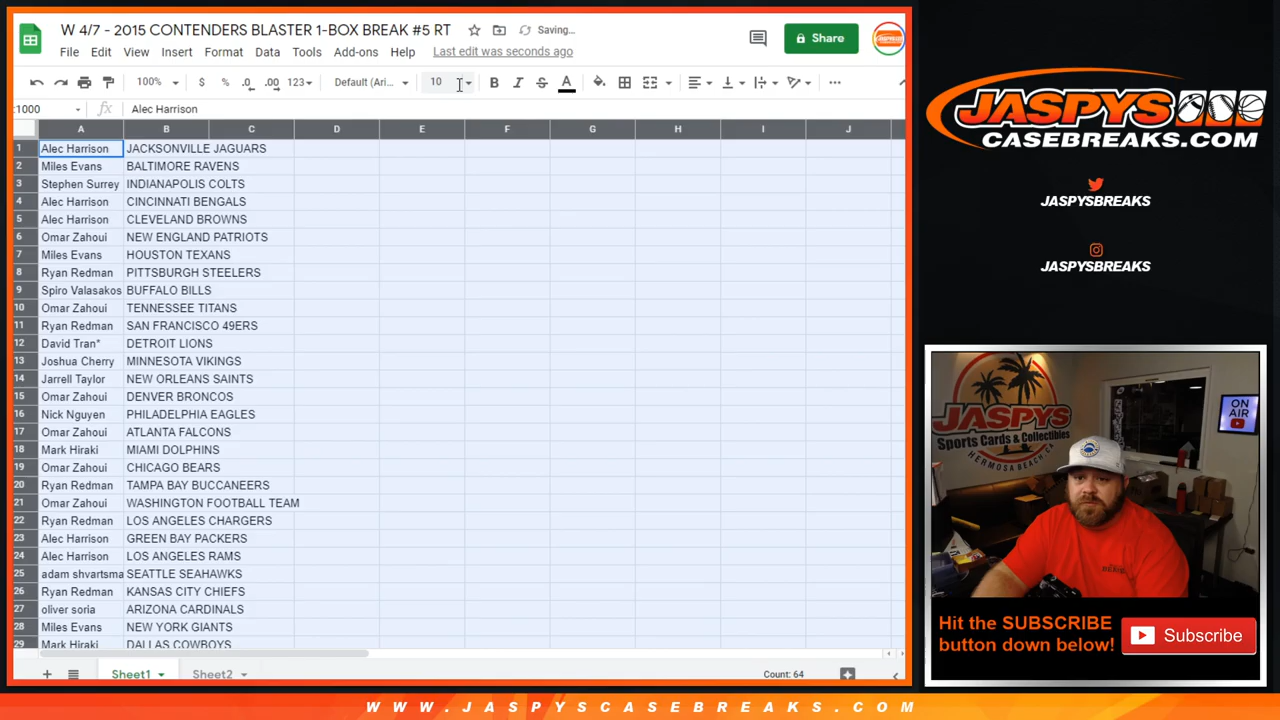 W 4/7 - 2015 CONTENDERS BLASTER 1-BOX BREAK #5 RT
Saving...
File Edit View Insert Format Data Tools Add-ons Help Last edit was seconds ago
Share
100% $ % .0 .00 123 Default (Ari... 10 B I S A
:1000 fx Alec Harrison
A B C D E F G H I J
1 Alec Harrison JACKSONVILLE JAGUARS
2 Miles Evans BALTIMORE RAVENS
3 Stephen Surrey INDIANAPOLIS COLTS
4 Alec Harrison CINCINNATI BENGALS
5 Alec Harrison CLEVELAND BROWNS
6 Omar Zahoui NEW ENGLAND PATRIOTS
7 Miles Evans HOUSTON TEXANS
8 Ryan Redman PITTSBURGH STEELERS
9 Spiro Valasakos BUFFALO BILLS
10 Omar Zahoui TENNESSEE TITANS
11 Ryan Redman SAN FRANCISCO 49ERS
12 David Tran* DETROIT LIONS
13 Joshua Cherry MINNESOTA VIKINGS
14 Jarrell Taylor NEW ORLEANS SAINTS
15 Omar Zahoui DENVER BRONCOS
16 Nick Nguyen PHILADELPHIA EAGLES
17 Omar Zahoui ATLANTA FALCONS
18 Mark Hiraki MIAMI DOLPHINS
19 Omar Zahoui CHICAGO BEARS
20 Ryan Redman TAMPA BAY BUCCANEERS
21 Omar Zahoui WASHINGTON FOOTBALL TEAM
22 Ryan Redman LOS ANGELES CHARGERS
23 Alec Harrison GREEN BAY PACKERS
24 Alec Harrison LOS ANGELES RAMS
25 adam shvartsma SEATTLE SEAHAWKS
26 Ryan Redman KANSAS CITY CHIEFS
27 oliver soria ARIZONA CARDINALS
28 Miles Evans NEW YORK GIANTS
29 Mark Hiraki DALLAS COWBOYS
Sheet1 Sheet2 Count: 64
JASPYS
CASEBREAKS.COM
JASPYSBREAKS
JASPYSBREAKS
JASPYS
Sports Cards & Collectibles
HERMOSA BEACH, CA
ON
AIR
Hit the SUBSCRIBE
button down below!
Subscribe
WWW.JASPYSCASEBREAKS.COM